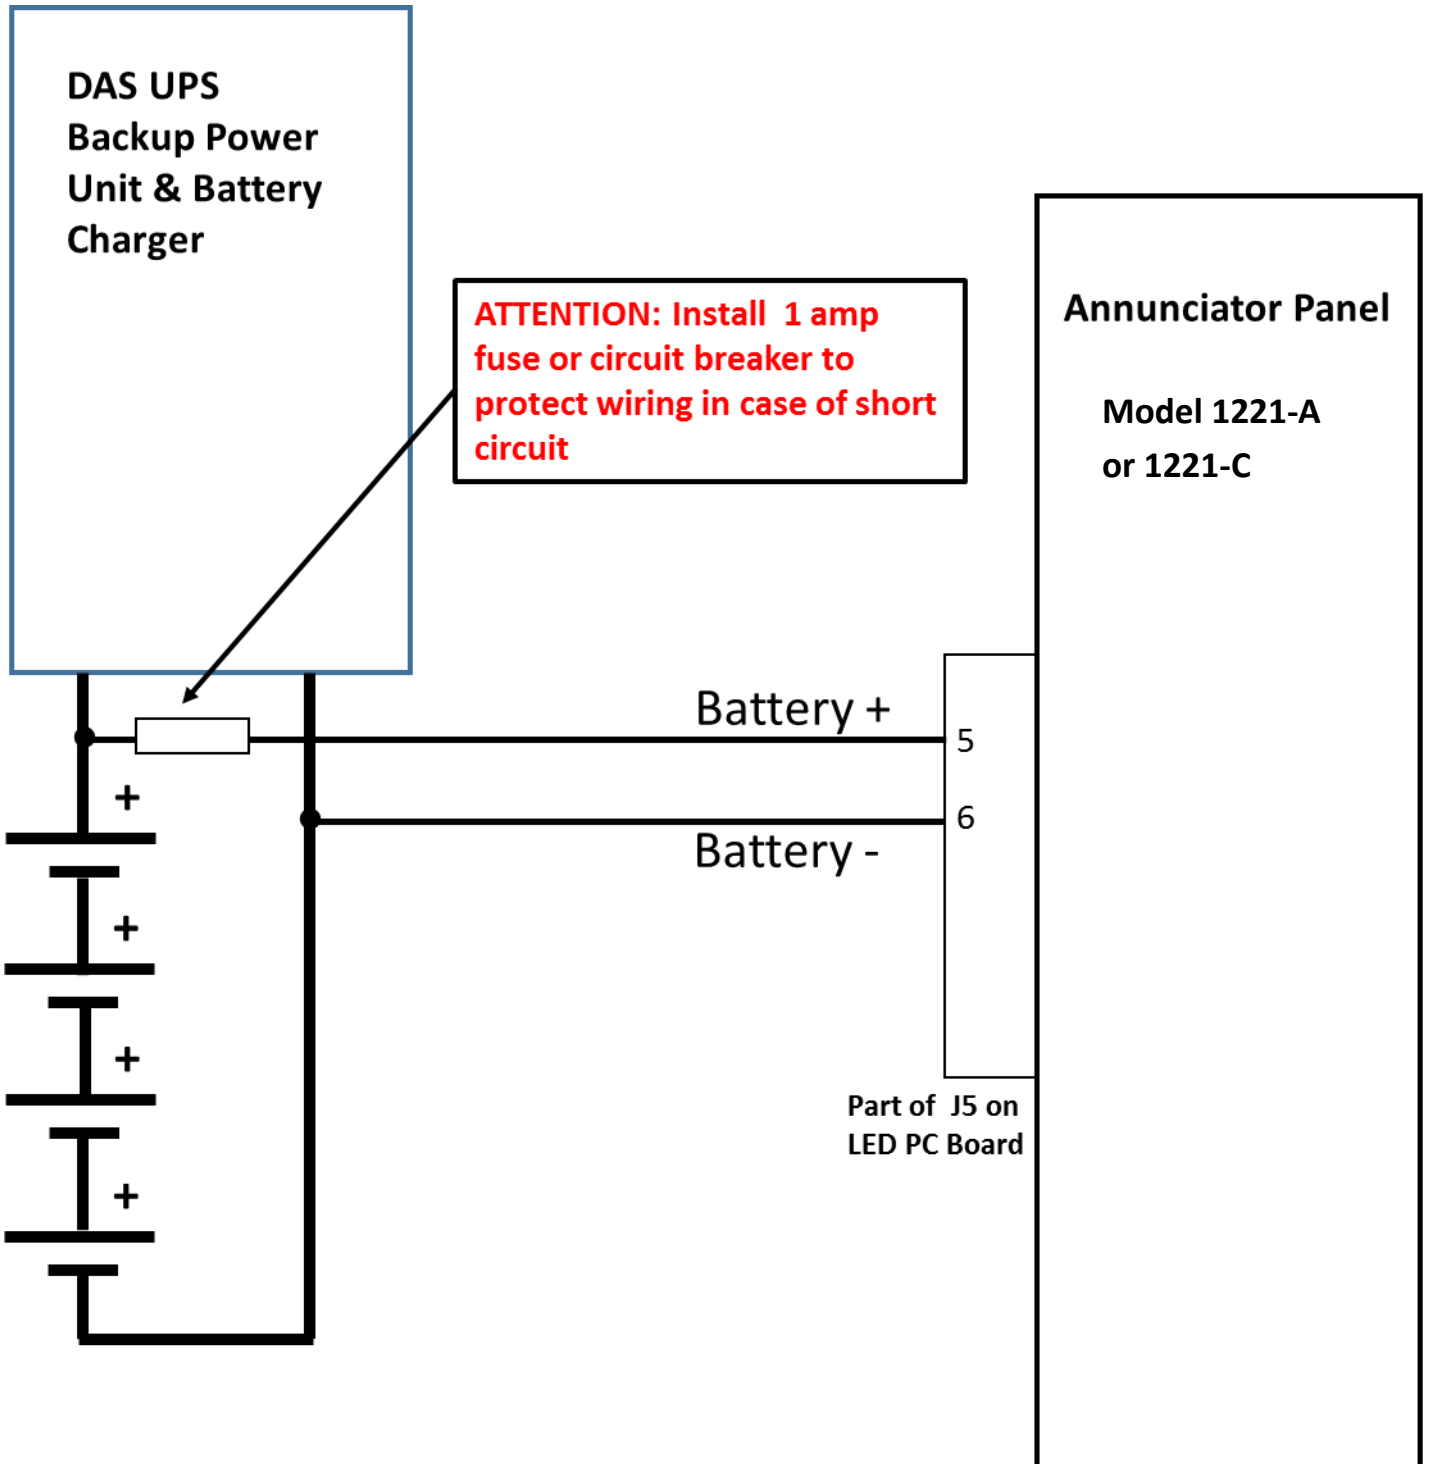 DAS UPS
Backup Power
Unit & Battery
Charger
ATTENTION: Install  1 amp
fuse or circuit breaker to
protect wiring in case of short
circuit
Annunciator Panel
Model 1221-A
or 1221-C
Battery +
5
6
Battery -
+
+
+
+
Part of  J5 on
LED PC Board